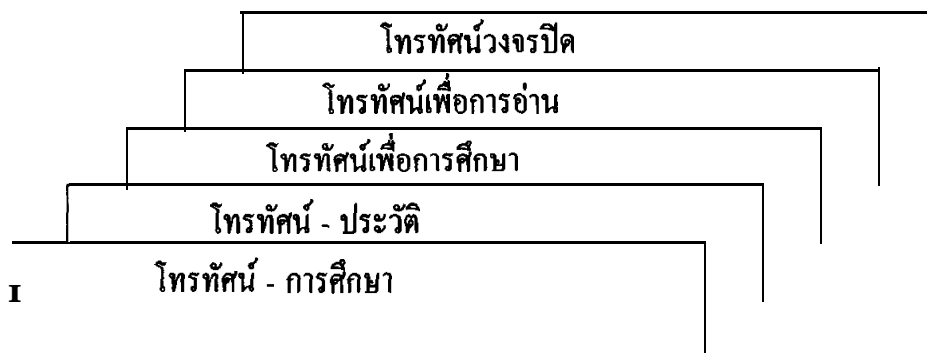 โทรทัศน์วงจรปิด
โทรทัศน์เพื่อการอ่าน
โทรทัศน์เพื่อการศึกษา
โทรทัศน์ - ประวัติ
โทรทัศน์ - การศึกษา
I